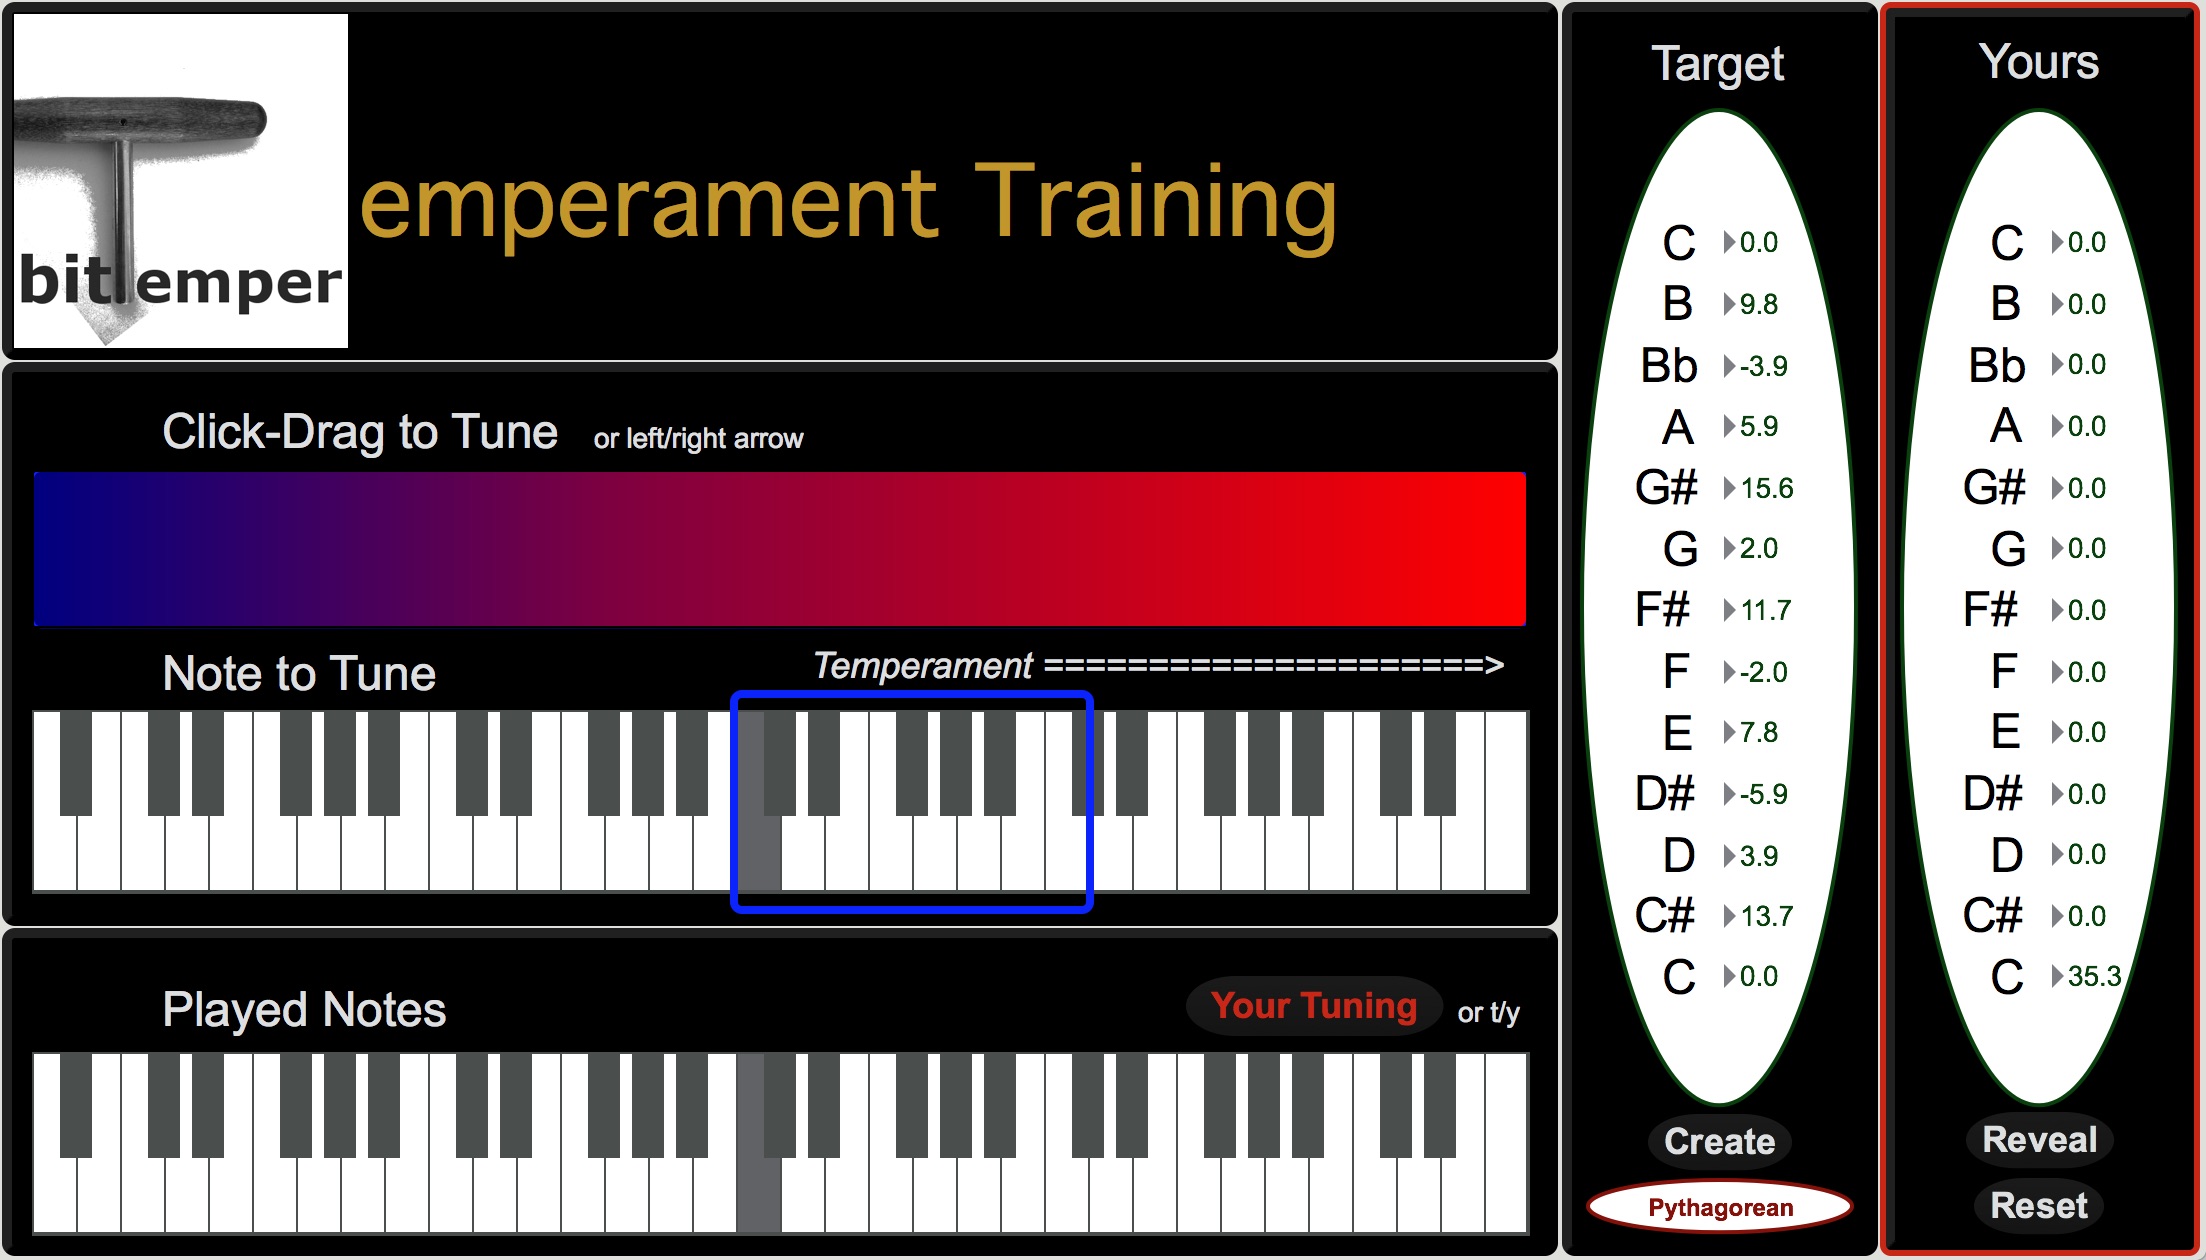 bitTemper
emperament Training
Click-Drag to Tune or left/right arrow
Note to Tune
Temperament =====================>
Played Notes
Your Tuning or t/y
Target
C 0.0
B 9.8
Bb -3.9
A 5.9
G# 15.6
G 2.0
F# 11.7
F -2.0
E 7.8
D# -5.9
D 3.9
C# 13.7
C 0.0
Create
Pythagorean
Yours
C 0.0
B 0.0
Bb 0.0
A 0.0
G# 0.0
G 0.0
F# 0.0
F 0.0
E 0.0
D# 0.0
D 0.0
C# 0.0
C 35.3
Reveal
Reset